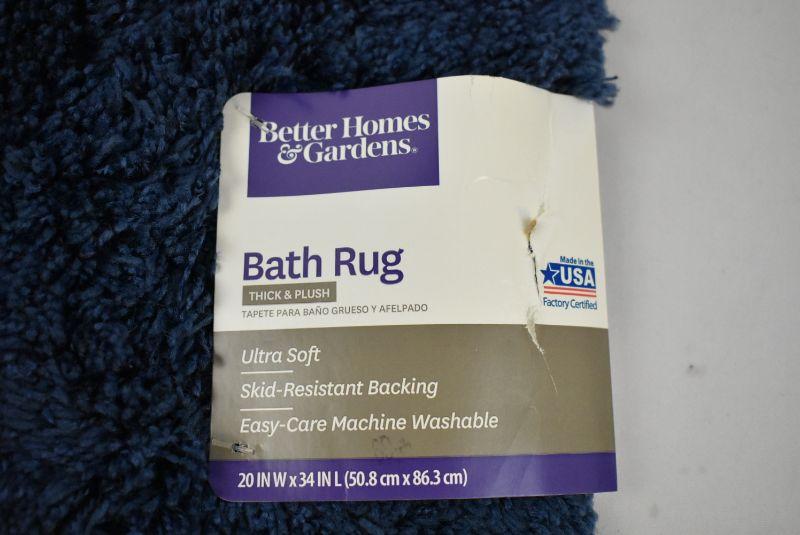 Better Homes
& Gardens®
Bath Rug
THICK & PLUSH
TAPETE PARA BAÑO GRUESO Y AFELPADO
Made in the
USA
Factory Certified
Ultra Soft
Skid-Resistant Backing
Easy-Care Machine Washable
20 IN W x 34 IN L (50.8 cm x 86.3 cm)